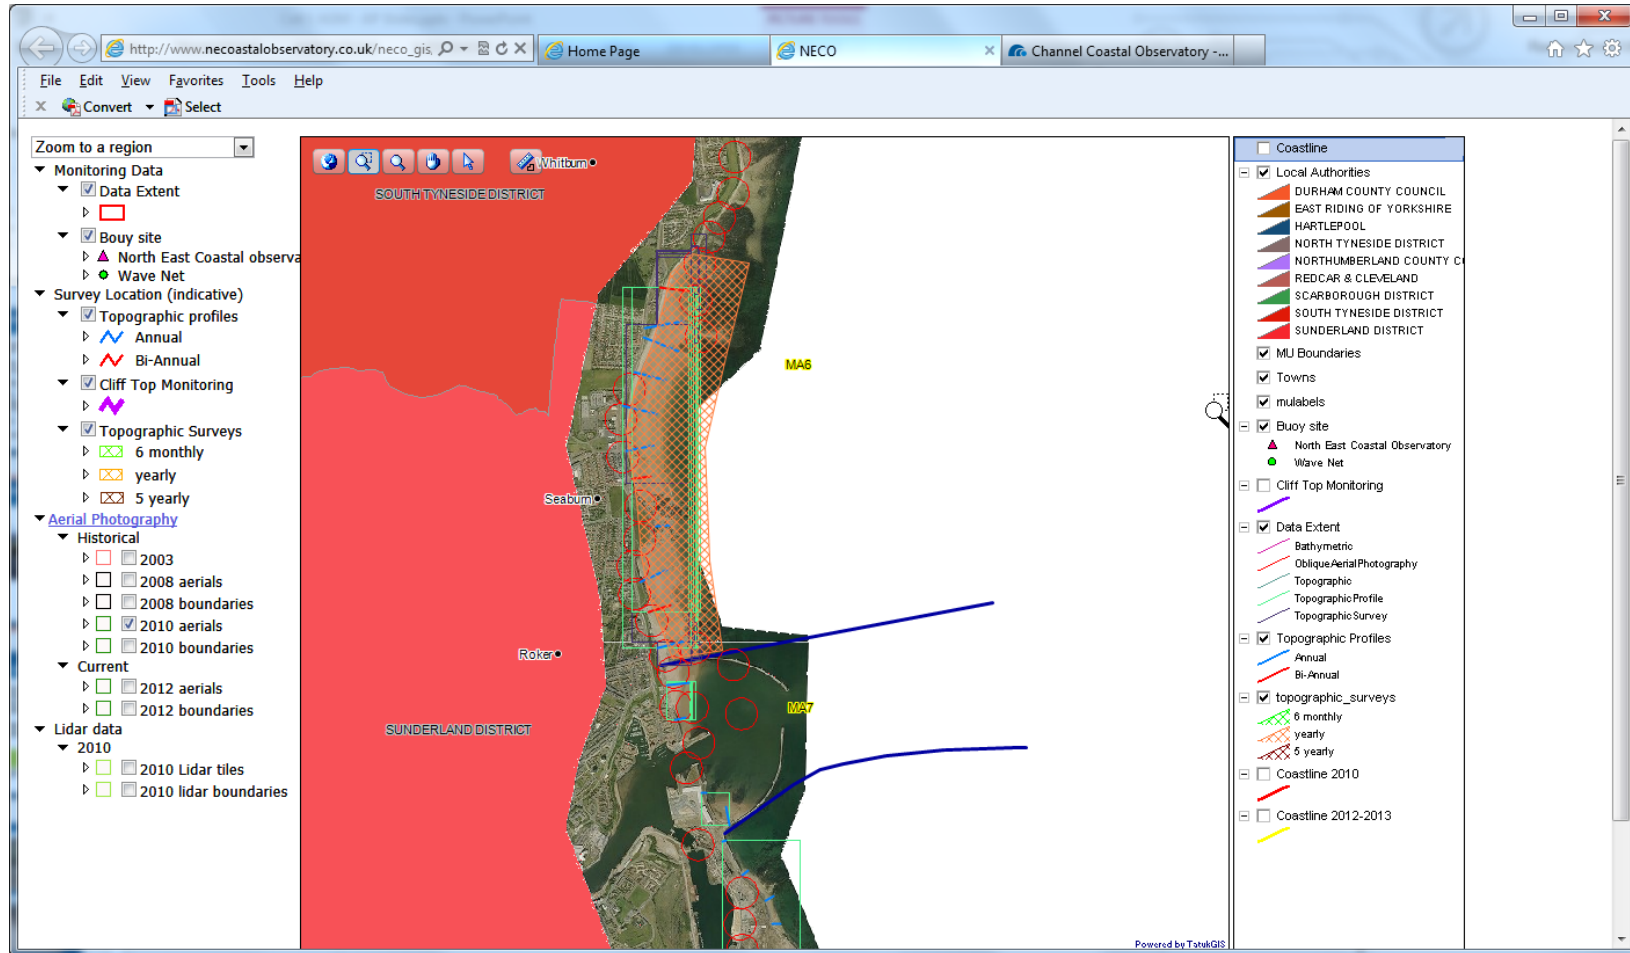 http://www.necoastalobservatory.co.uk/neco_gis,
Home Page
NECO
Channel Coastal Observatory -...
File Edit View Favorites Tools Help
Convert Select
Zoom to a region
Monitoring Data
Data Extent
Bouy site
North East Coastal observa
Wave Net
Survey Location (indicative)
Topographic profiles
Annual
Bi-Annual
Cliff Top Monitoring
Topographic Surveys
6 monthly
yearly
5 yearly
Aerial Photography
Historical
2003
2008 aerials
2008 boundaries
2010 aerials
2010 boundaries
Current
2012 aerials
2012 boundaries
Lidar data
2010
2010 Lidar tiles
2010 lidar boundaries
Whitburn
SOUTH TYNESIDE DISTRICT
MA6
Seaburn
Roker
MA7
SUNDERLAND DISTRICT
Powered by TatukGIS
Coastline
Local Authorities
DURHAM COUNTY COUNCIL
EAST RIDING OF YORKSHIRE
HARTLEPOOL
NORTH TYNESIDE DISTRICT
NORTHUMBERLAND COUNTY C
REDCAR & CLEVELAND
SCARBOROUGH DISTRICT
SOUTH TYNESIDE DISTRICT
SUNDERLAND DISTRICT
MU Boundaries
Towns
mulabels
Buoy site
North East Coastal Observatory
Wave Net
Cliff Top Monitoring
Data Extent
Bathymetric
ObliqueAerialPhotography
Topographic
TopographicProfile
TopographicSurvey
Topographic Profiles
Annual
Bi-Annual
topographic_surveys
6 monthly
yearly
5 yearly
Coastline 2010
Coastline 2012-2013